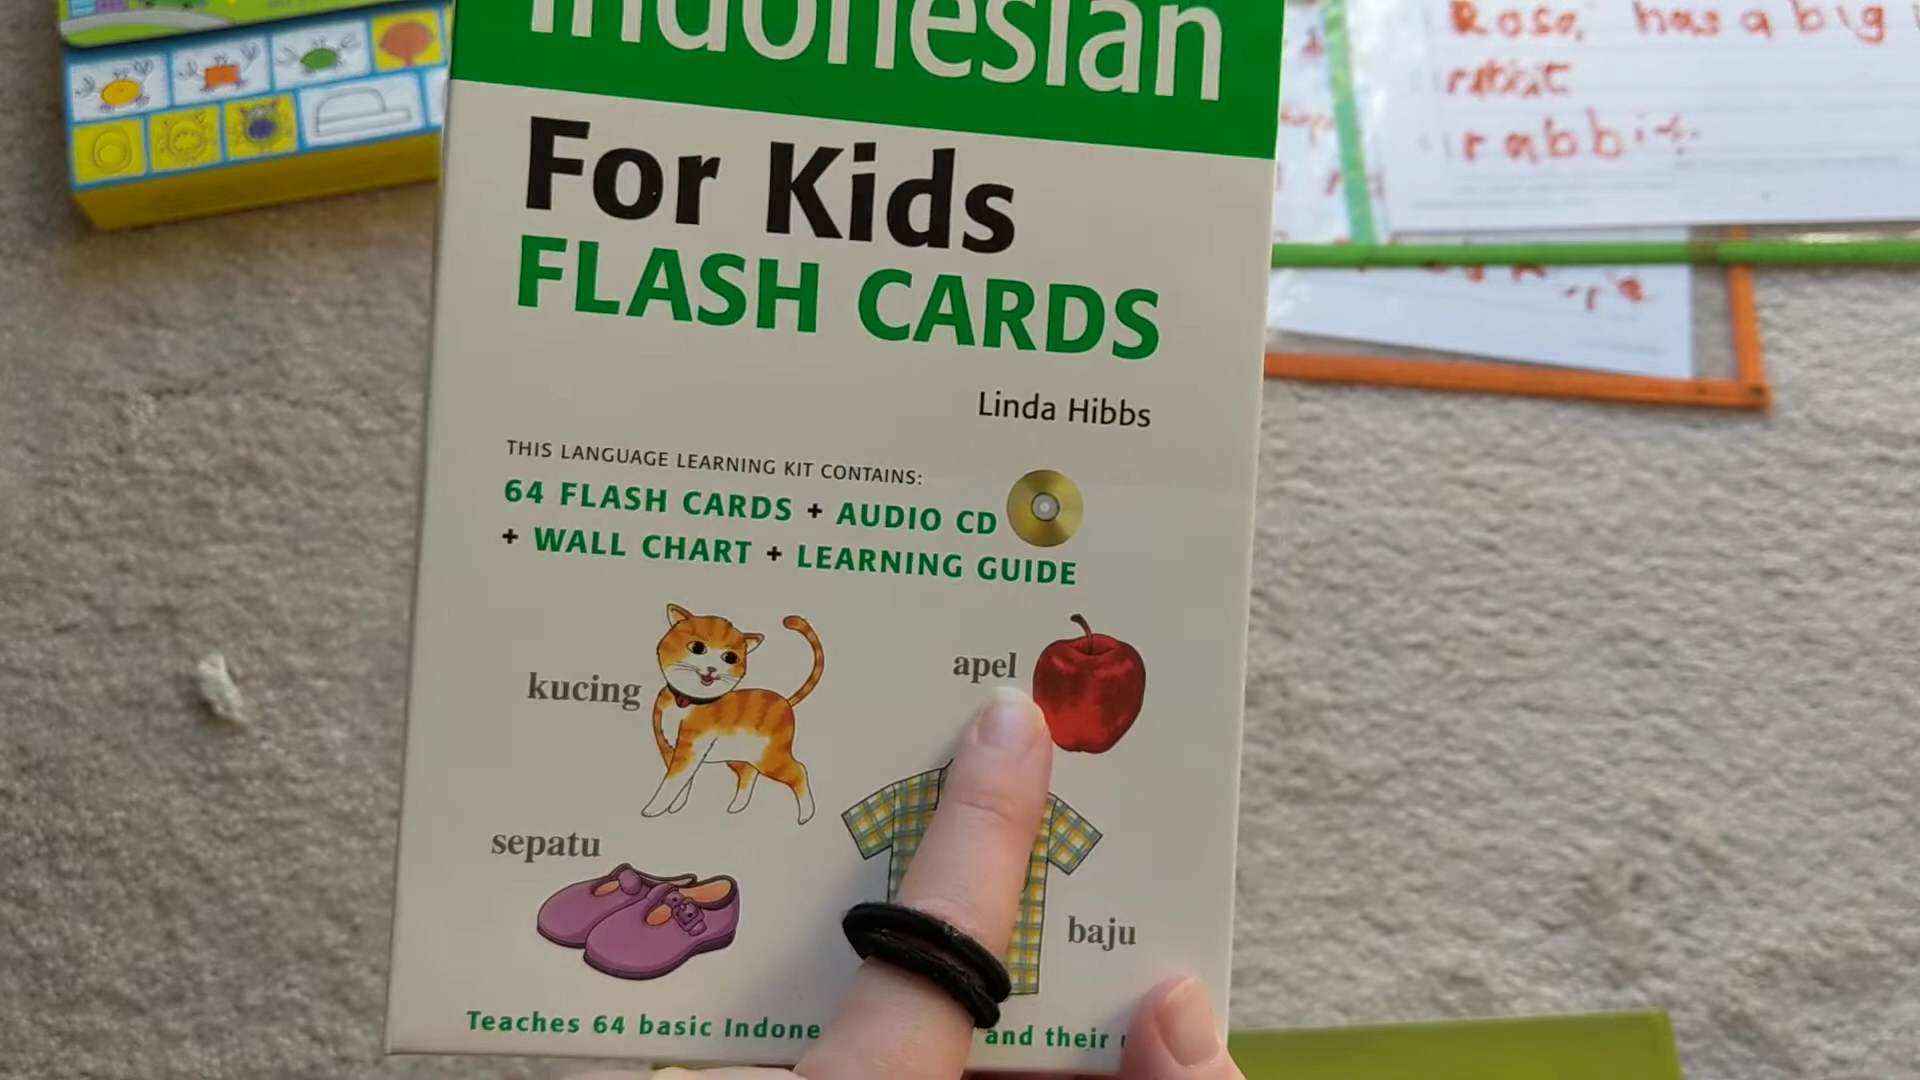 Indonesian
For Kids
FLASH CARDS
Linda Hibbs
THIS LANGUAGE LEARNING KIT CONTAINS:
64 FLASH CARDS + AUDIO CD
+ WALL CHART + LEARNING GUIDE
kucing
apel
sepatu
baju
Teaches 64 basic Indone
and their
Rosa has a big
rabbit
rabbit.